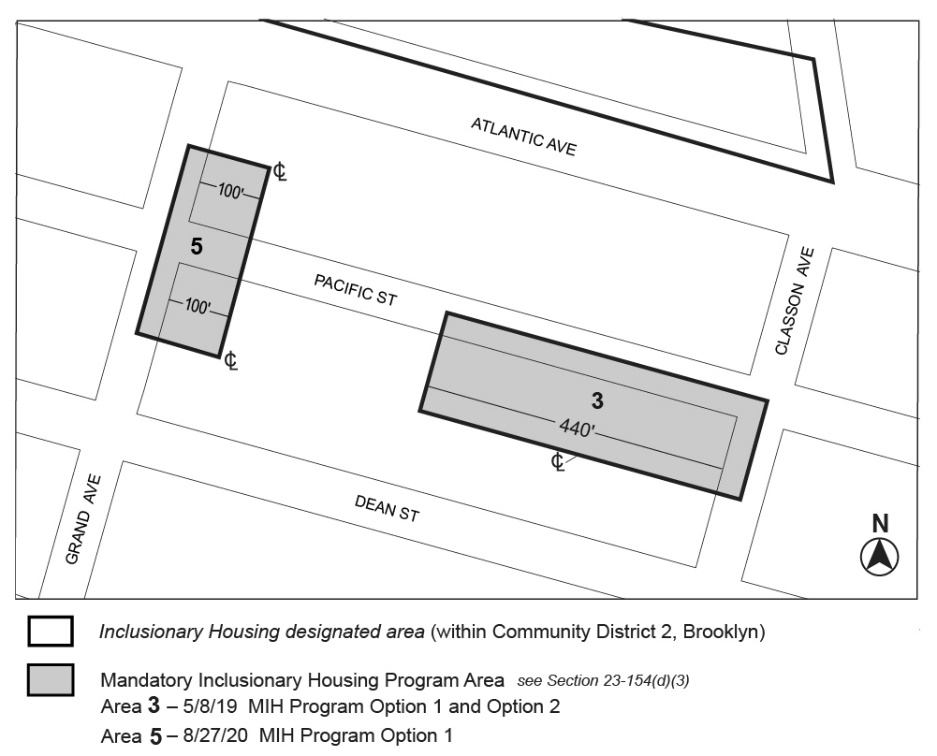 ATLANTIC AVE
℄
100'
5
PACIFIC ST
CLASSON AVE
100'
℄
3
440'
℄
DEAN ST
GRAND AVE
N
Inclusionary Housing designated area (within Community District 2, Brooklyn)
Mandatory Inclusionary Housing Program Area see Section 23-154(d)(3)
Area 3 – 5/8/19 MIH Program Option 1 and Option 2
Area 5 – 8/27/20 MIH Program Option 1